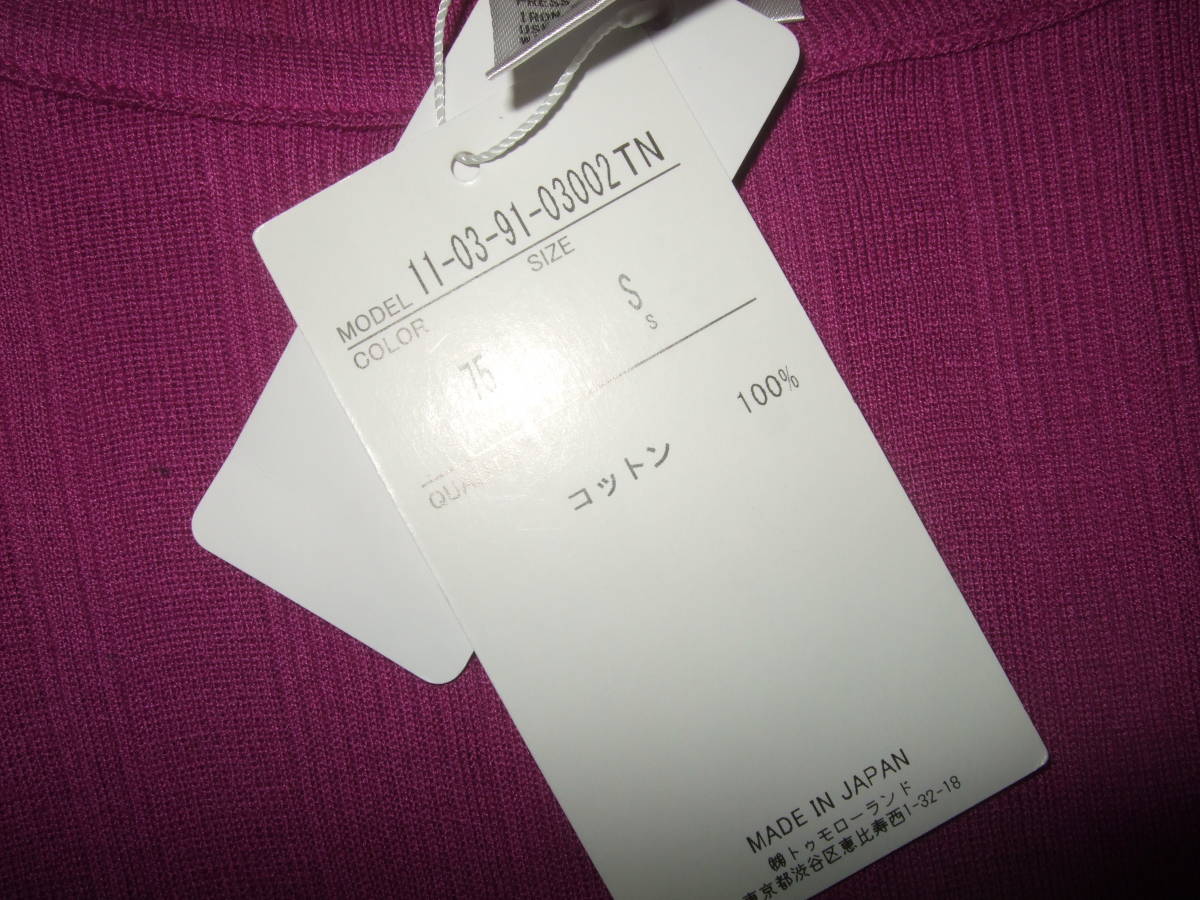 PRESS
IRON
USE
MODEL 11-03-91-03002TN
COLOR SIZE
75 S
S
コットン 100%
MADE IN JAPAN
㈱トゥモローランド
東京都渋谷区恵比寿西1-32-18